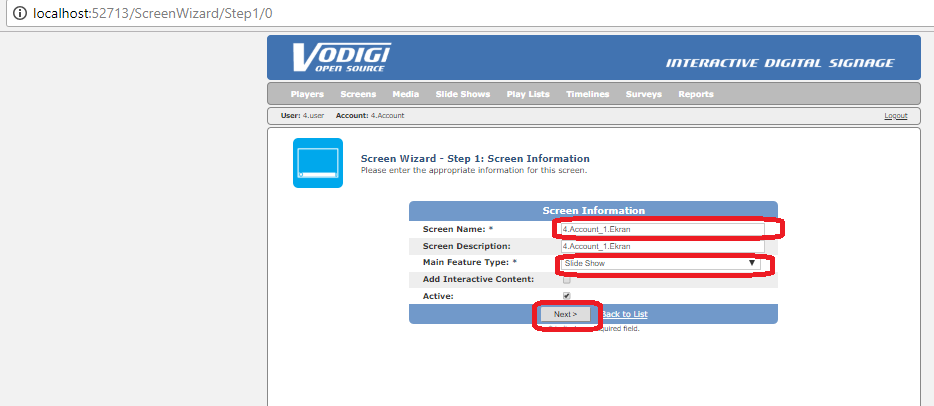 localhost:52713/ScreenWizard/Step1/0
VODIGI
OPEN SOURCE
INTERACTIVE DIGITAL SIGNAGE
Players Screens Media Slide Shows Play Lists Timelines Surveys Reports
User: 4.user Account: 4.Account Logout
Screen Wizard - Step 1: Screen Information
Please enter the appropriate information for this screen.
Screen Information
Screen Name: * 4.Account_1.Ekran
Screen Description: 4.Account_1.Ekran
Main Feature Type: * Slide Show
Add Interactive Content:
Active:
Next > Back to List
field.